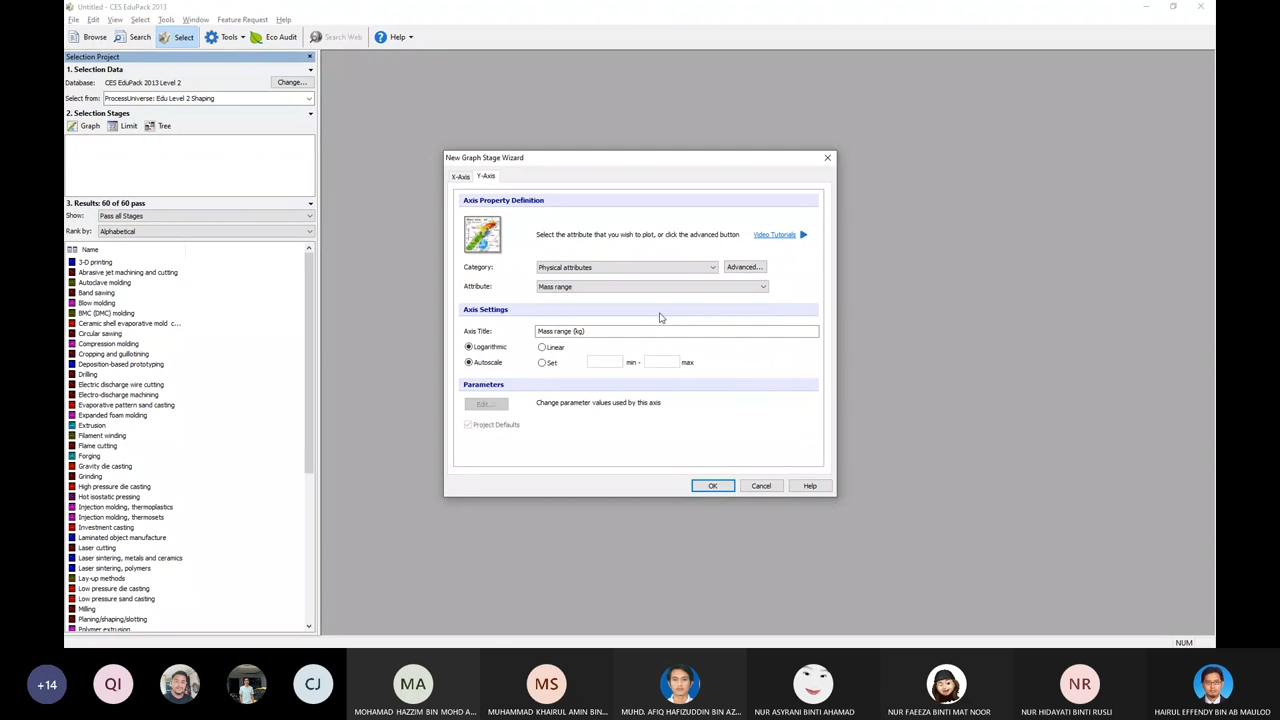 Untitled - CES EduPack 2013
File Edit View Select Tools Window Feature Request Help
Browse Search Select Tools Eco Audit Search Web Help
Selection Project
1. Selection Data
Database: CES EduPack 2013 Level 2 Change...
Select from: ProcessUniverse: Edu Level 2 Shaping
2. Selection Stages
Graph Limit Tree
3. Results: 60 of 60 pass
Show: Pass all Stages
Rank by: Alphabetical
Name
3-D printing
Abrasive jet machining and cutting
Autoclave molding
Band sawing
Blow molding
BMC (DMC) molding
Ceramic shell evaporative mold c...
Circular sawing
Compression molding
Cropping and guillotining
Deposition-based prototyping
Drilling
Electric discharge wire cutting
Electro-discharge machining
Evaporative pattern sand casting
Expanded foam molding
Extrusion
Filament winding
Flame cutting
Forging
Gravity die casting
Grinding
High pressure die casting
Hot isostatic pressing
Injection molding, thermoplastics
Injection molding, thermosets
Investment casting
Laminated object manufacture
Laser cutting
Laser sintering, metals and ceramics
Laser sintering, polymers
Lay-up methods
Low pressure die casting
Low pressure sand casting
Milling
Planing/shaping/slotting
Polymer extrusion
New Graph Stage Wizard
X-Axis Y-Axis
Axis Property Definition
Select the attribute that you wish to plot, or click the advanced button Video Tutorials
Category: Physical attributes Advanced...
Attribute: Mass range
Axis Settings
Axis Title: Mass range (kg)
Logarithmic Linear
Autoscale Set min - max
Parameters
Edit... Change parameter values used by this axis
Project Defaults
OK Cancel Help
NUM
+14 QI CJ MA MS NR
MOHAMAD HAZZIM BIN MOHD A... MUHAMMAD KHAIRUL AMIN BIN... MUHD. AFIQ HAFIZUDDIN BIN AZ... NUR ASYRANI BINTI AHAMAD NUR FAEEZA BINTI MAT NOOR NUR HIDAYATI BINTI RUSLI HAIRUL EFFENDY BIN AB MAULOD